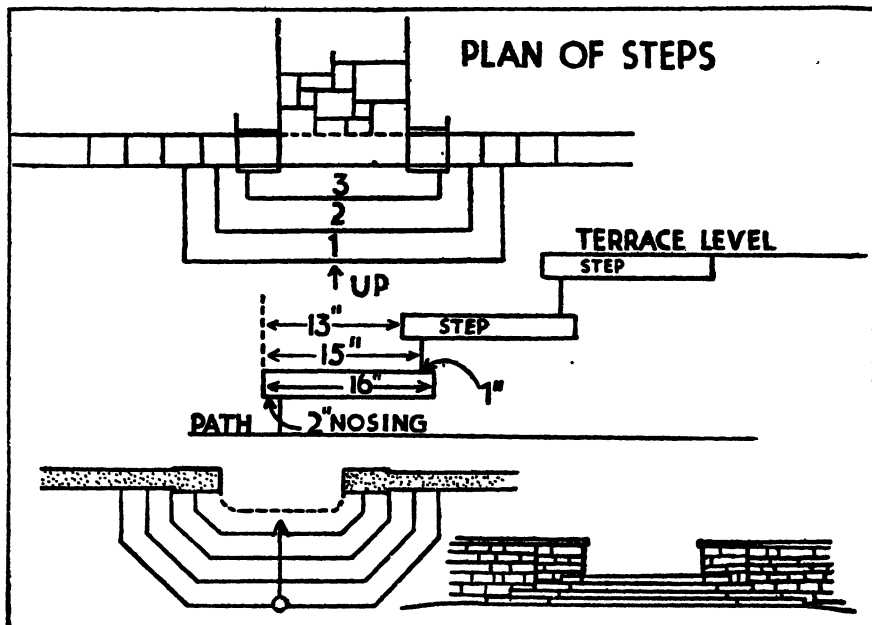 PLAN OF STEPS
3
2
1
UP
TERRACE LEVEL
STEP
13"
STEP
15"
16"
1"
PATH
2" NOSING